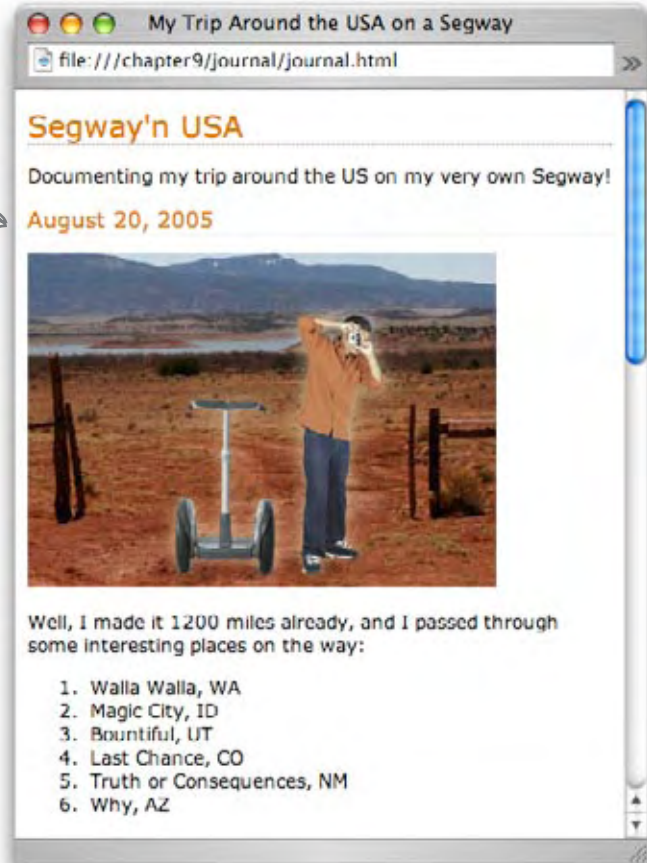 My Trip Around the USA on a Segway
file:///chapter9/journal/journal.html
Segway'n USA
Documenting my trip around the US on my very own Segway!
August 20, 2005
Well, I made it 1200 miles already, and I passed through
some interesting places on the way:
1. Walla Walla, WA
2. Magic City, ID
3. Bountiful, UT
4. Last Chance, CO
5. Truth or Consequences, NM
6. Why, AZ